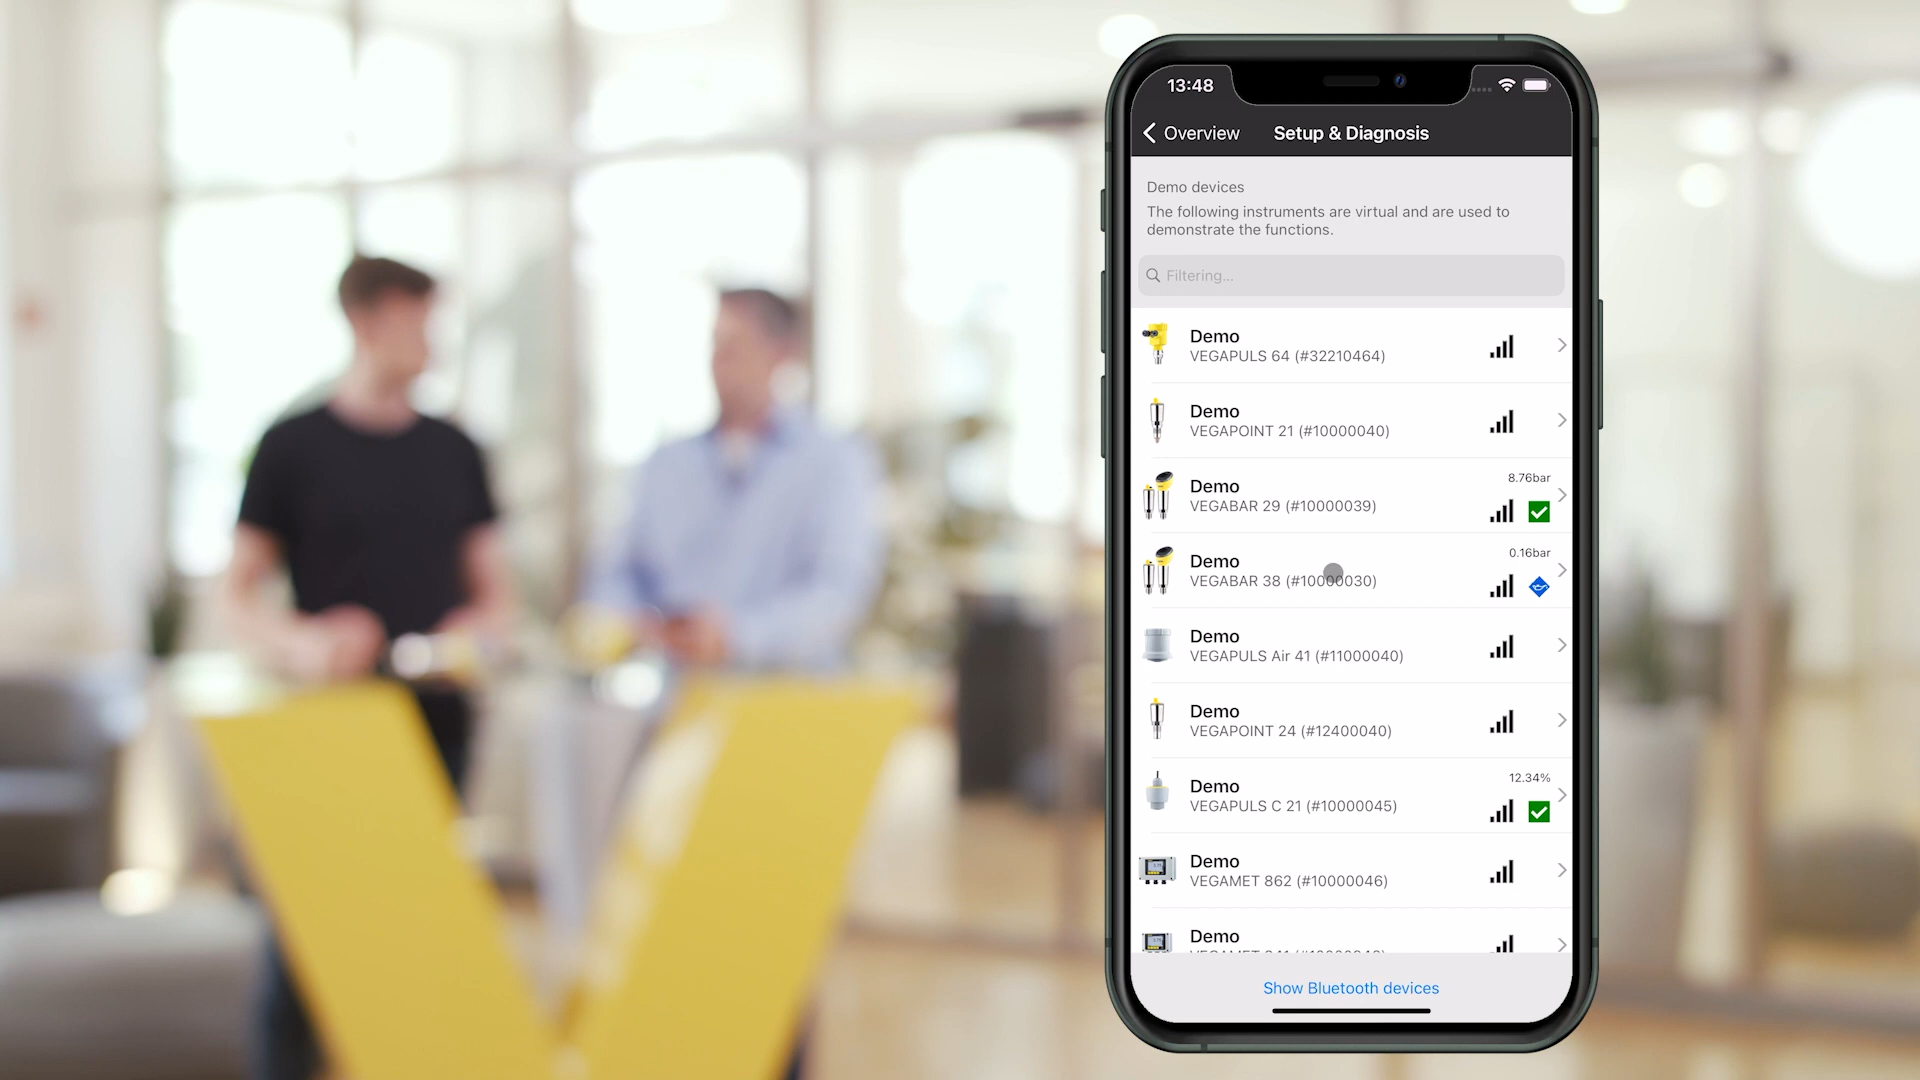 13:48
Overview
Setup & Diagnosis
Demo devices
The following instruments are virtual and are used to
demonstrate the functions.
Filtering...
Demo
VEGAPULS 64 (#32210464)
Demo
VEGAPOINT 21 (#10000040)
Demo
VEGABAR 29 (#10000039)
8.76bar
Demo
VEGABAR 38 (#10000030)
0.16bar
Demo
VEGAPULS Air 41 (#11000040)
Demo
VEGAPOINT 24 (#12400040)
Demo
VEGAPULS C 21 (#10000045)
12.34%
Demo
VEGAMET 862 (#10000046)
Demo
Show Bluetooth devices